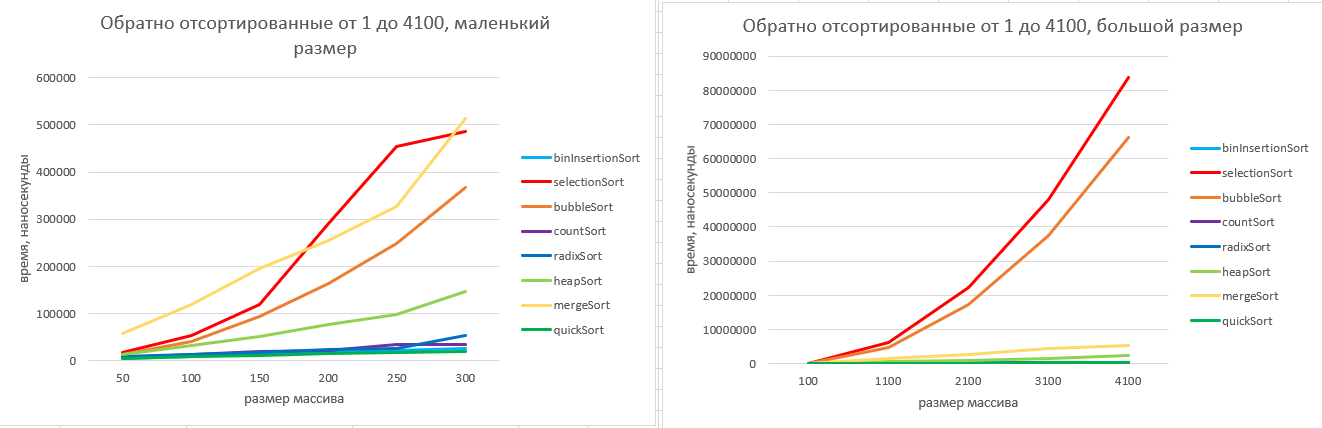 Обратно отсортированные от 1 до 4100, маленький
размер
600000
500000
400000
300000
200000
100000
0
время, наносекунды
50 100 150 200 250 300
размер массива
binInsertionSort
selectionSort
bubbleSort
countSort
radixSort
heapSort
mergeSort
quickSort
Обратно отсортированные от 1 до 4100, большой размер
90000000
80000000
70000000
60000000
50000000
40000000
30000000
20000000
10000000
0
время, наносекунды
100 1100 2100 3100 4100
размер массива
binInsertionSort
selectionSort
bubbleSort
countSort
radixSort
heapSort
mergeSort
quickSort